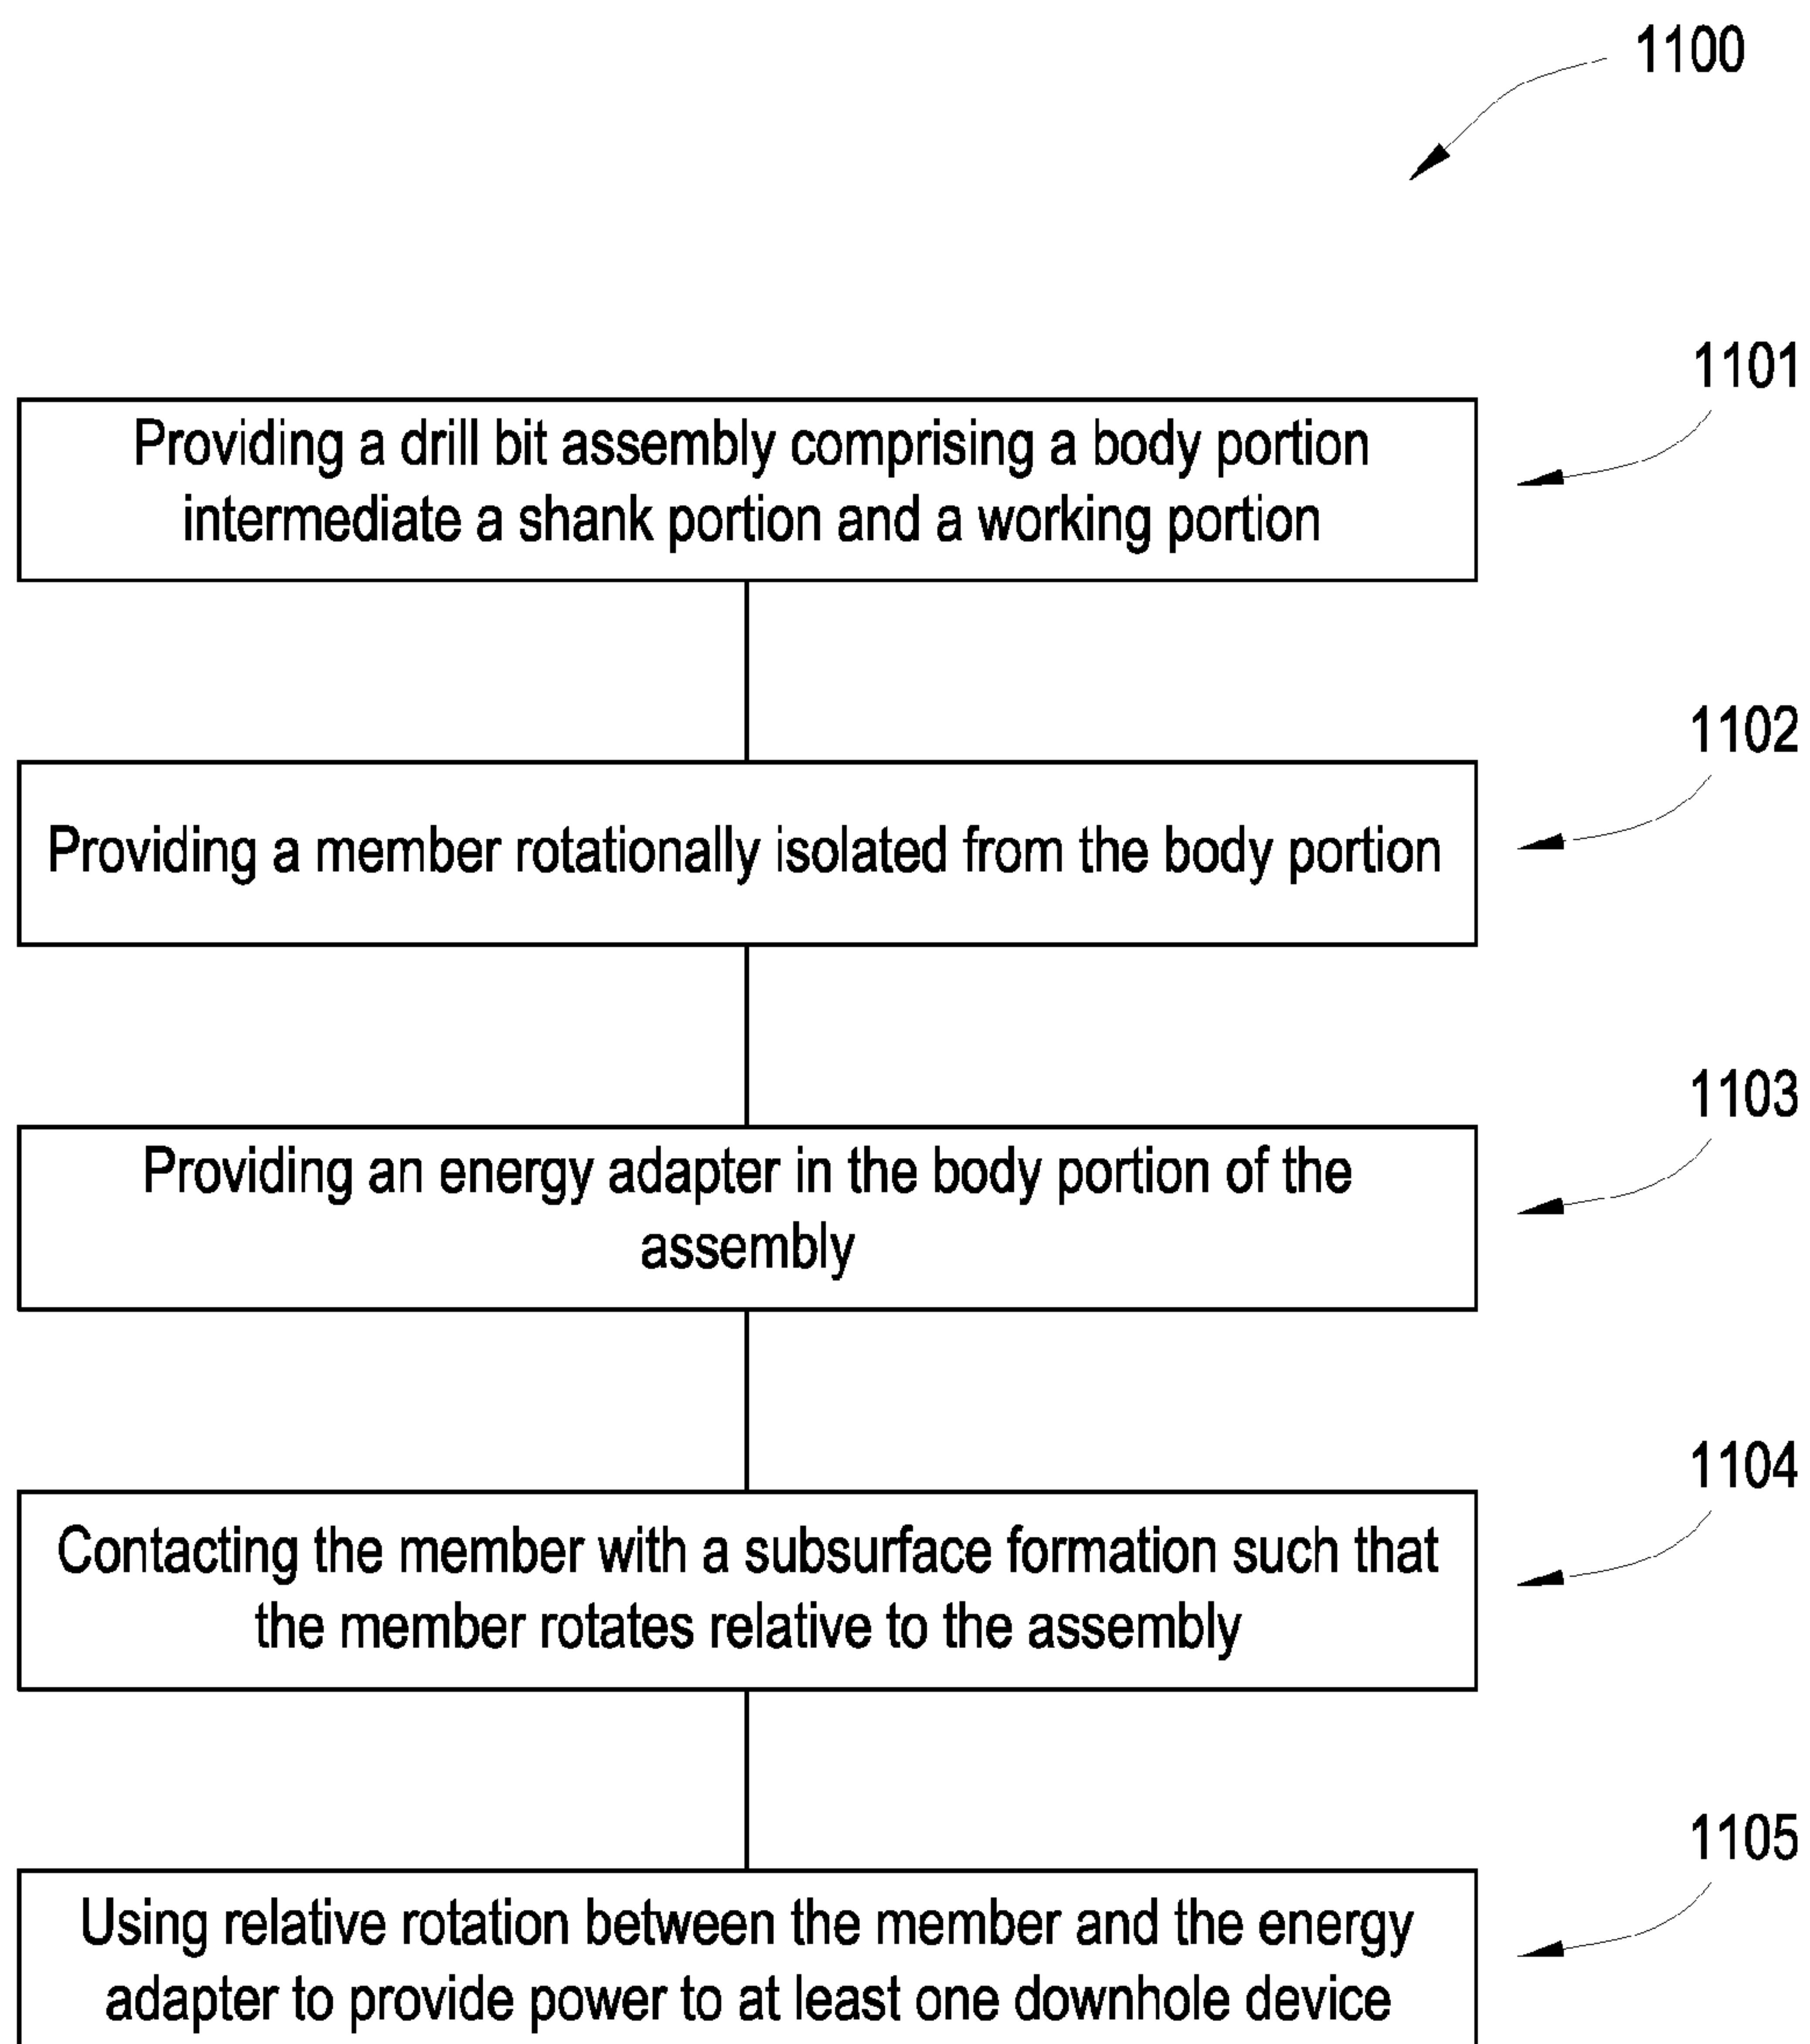 1100
1101
Providing a drill bit assembly comprising a body portion
intermediate a shank portion and a working portion
1102
Providing a member rotationally isolated from the body portion
1103
Providing an energy adapter in the body portion of the
assembly
1104
Contacting the member with a subsurface formation such that
the member rotates relative to the assembly
1105
Using relative rotation between the member and the energy
adapter to provide power to at least one downhole device